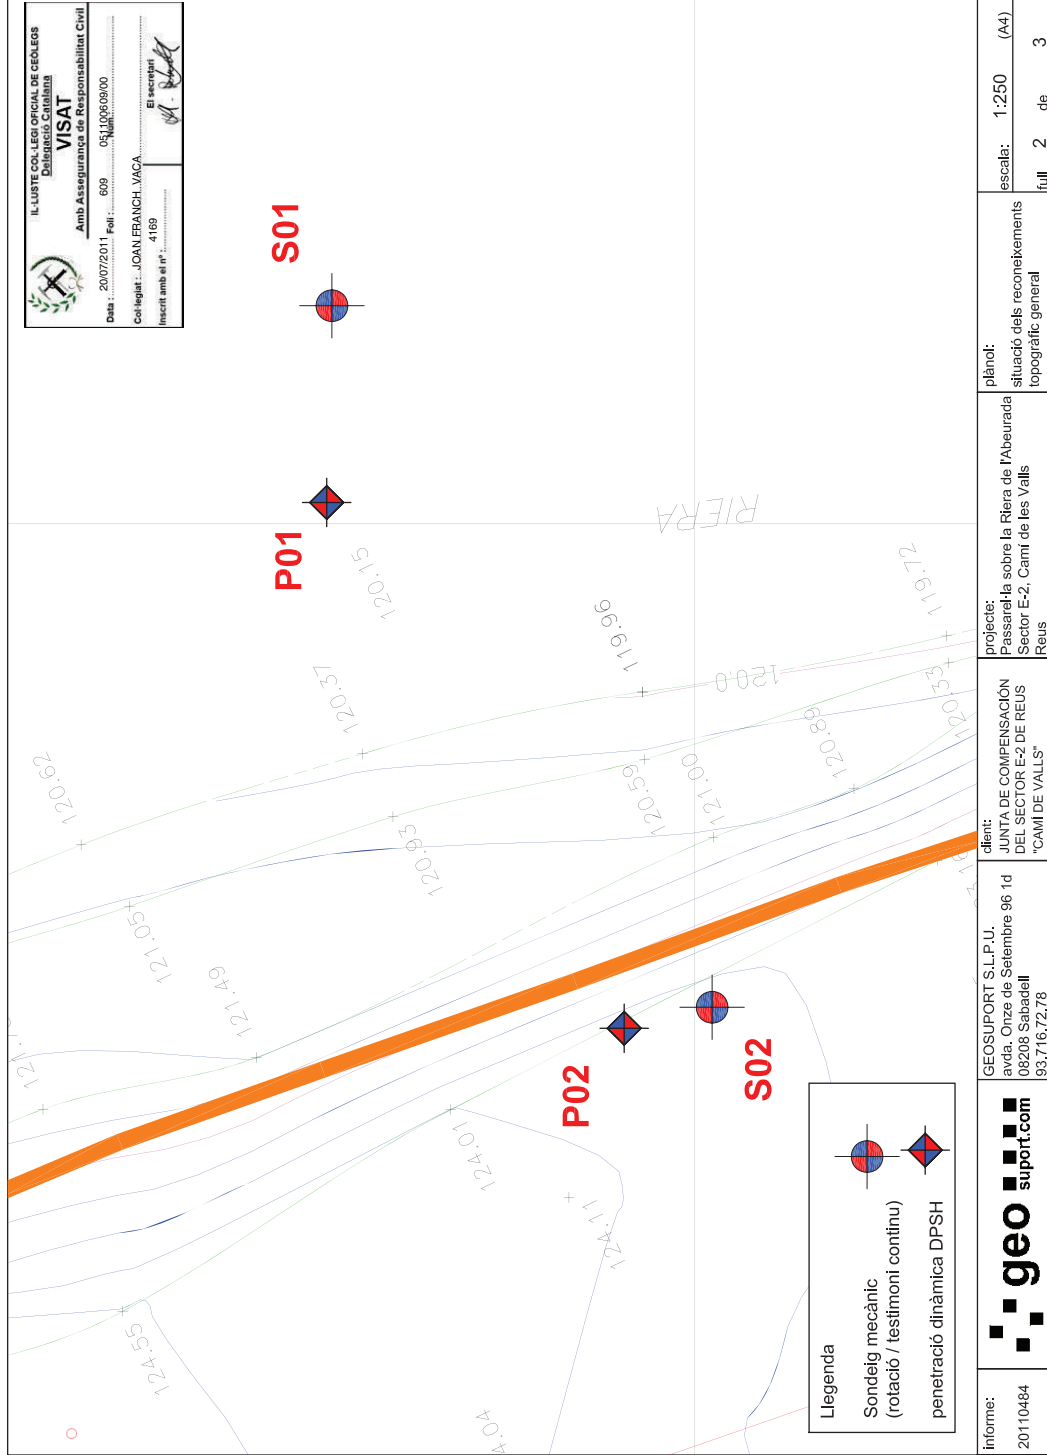 IL·LUSTE COL·LEGI OFICIAL DE GEÒLEGS
Delegació Catalana
VISAT
Amb Assegurança de Responsabilitat Civil
Data : 20/07/2011 Foli : 609 Núm. 051100609/00
Col·legiat : JOAN FRANCH VACA
Inscrit amb el nº : 4169
El secretari
S01
P01
P02
S02
RIERA
120.15
120.37
120.62
119.96
119.72
120.0
120.33
120.89
120.59
121.00
120.93
121.05
121.49
124.01
124.11
124.55
Llegenda
Sondeig mecànic
(rotació / testimoni continu)
penetració dinàmica DPSH
informe:
20110484
geo
suport.com
GEOSUPORT S.L.P.U.
avda. Onze de Setembre 96 1d
08208 Sabadell
93.716.72.78
client:
JUNTA DE COMPENSACIÓN
DEL SECTOR E-2 DE REUS
"CAMÍ DE VALLS"
projecte:
Passarel·la sobre la Riera de l'Abeurada
Sector E-2, Camí de les Valls
Reus
plànol:
situació dels reconeixements
topogràfic general
escala: 1:250 (A4)
full 2 de 3